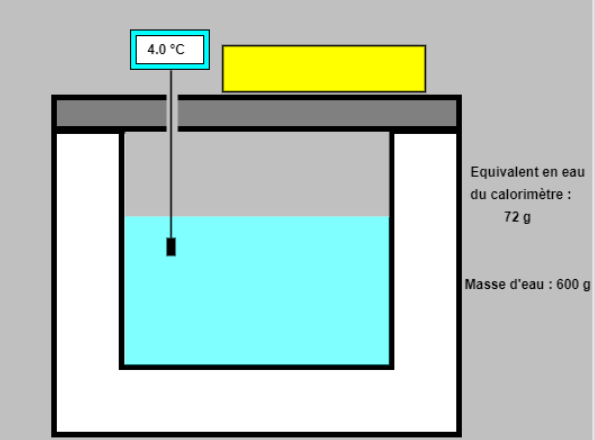 4.0 °C
Equivalent en eau
du calorimètre :
72 g
Masse d'eau : 600 g